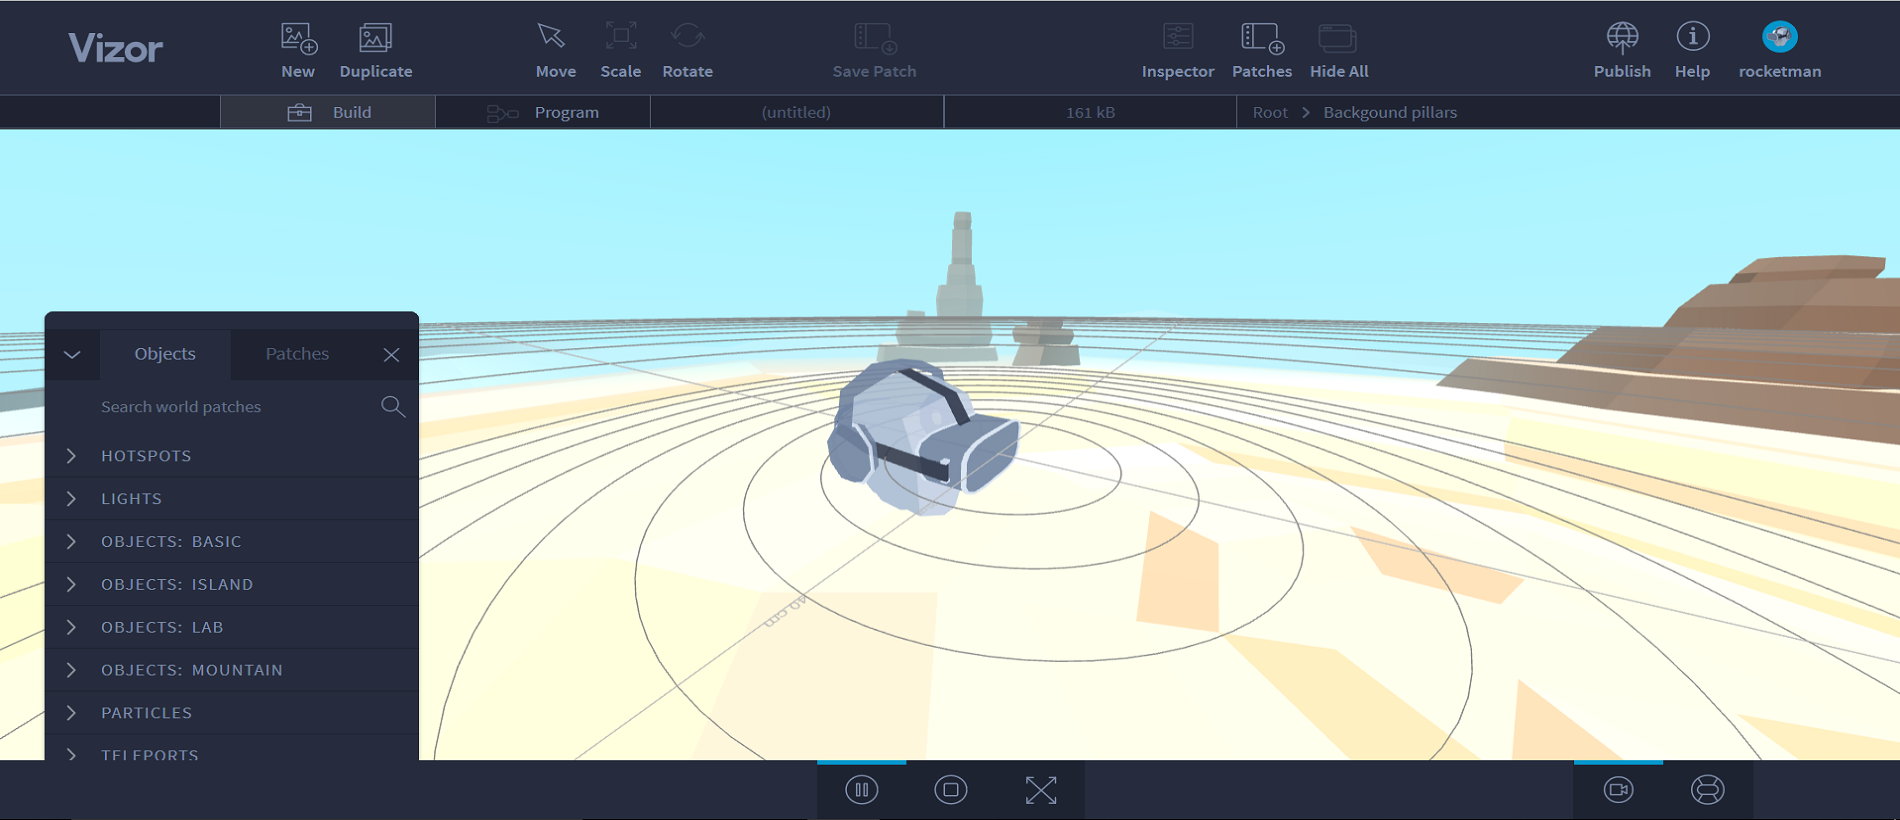 Vizor
New Duplicate Move Scale Rotate Save Patch Inspector Patches Hide All Publish Help rocketman
Build Program (untitled) 161 kB Root > Backgound pillars
Objects Patches
Search world patches
HOTSPOTS
LIGHTS
OBJECTS: BASIC
OBJECTS: ISLAND
OBJECTS: LAB
OBJECTS: MOUNTAIN
PARTICLES
TELEPORTS
40 cm